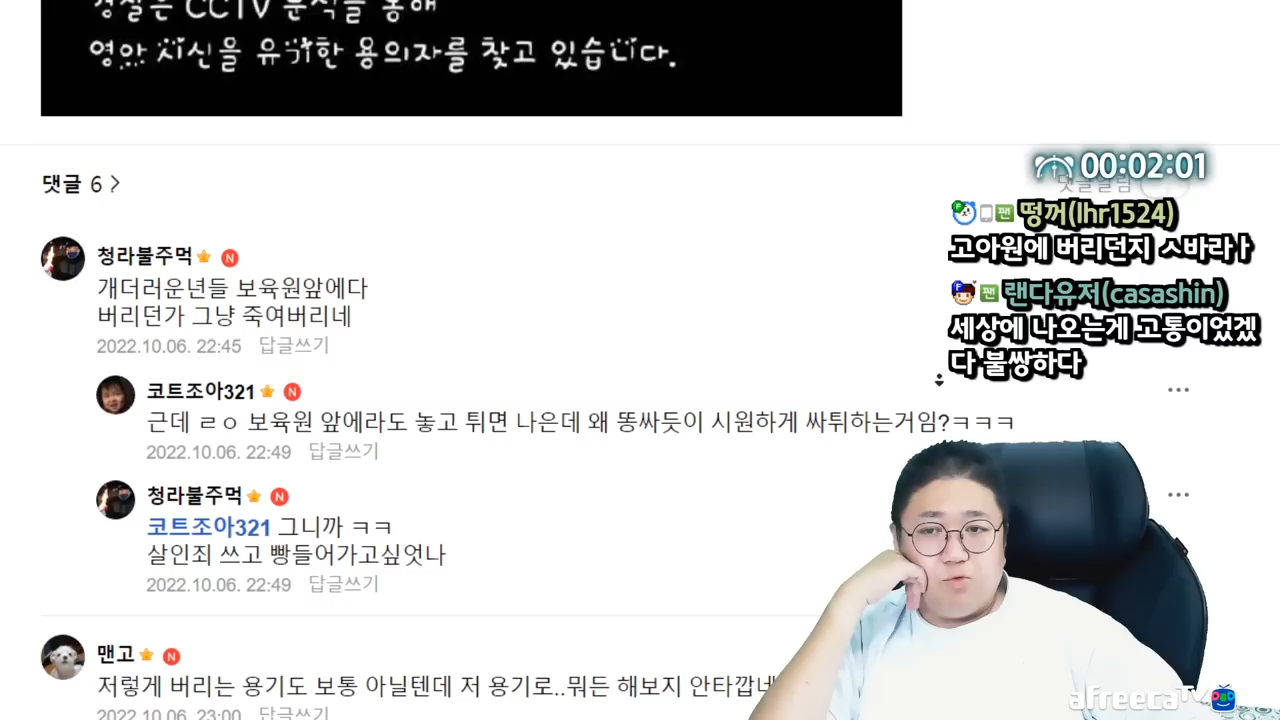 경찰은 CCTV 분석을 통해
영아 시신을 유기한 용의자를 찾고 있습니다.
댓글 6
댓글알림
00:02:01
떵꺼(lhr1524)
고아원에 버리던지 ㅅ바라ㅏ
랜다유저(casashin)
세상에 나오는게 고통이었겠
다 불쌍하다
청라불주먹 N
개더러운년들 보육원앞에다
버리던가 그냥 죽여버리네
2022.10.06. 22:45 답글쓰기
코트조아321 N
근데 ㄹㅇ 보육원 앞에라도 놓고 튀면 나은데 왜 똥싸듯이 시원하게 싸튀하는거임?ㅋㅋㅋ
2022.10.06. 22:49 답글쓰기
청라불주먹 N
코트조아321 그니까 ㅋㅋ
살인죄 쓰고 빵들어가고싶엇나
2022.10.06. 22:49 답글쓰기
맨고 N
저렇게 버리는 용기도 보통 아닐텐데 저 용기로..뭐든 해보지 안타깝네
2022.10.06. 23:00 답글쓰기
afreecaTV